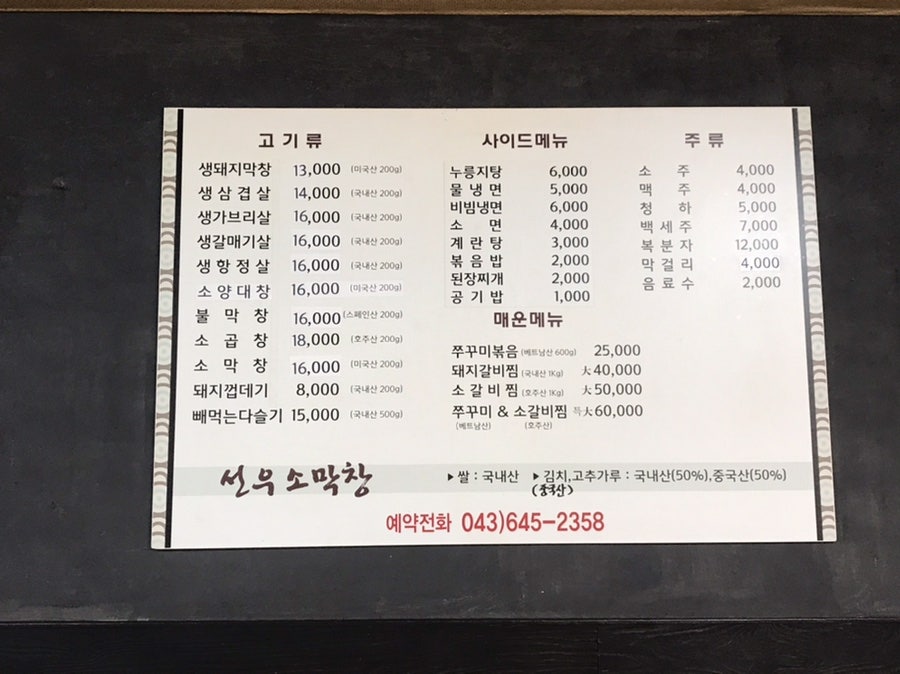 고기류
생돼지막창 13,000 (미국산 200g)
생삼겹살 14,000 (국내산 200g)
생가브리살 16,000 (국내산 200g)
생갈매기살 16,000 (국내산 200g)
생항정살 16,000 (국내산 200g)
소양대창 16,000 (미국산 200g)
불막창 16,000 (스페인산 200g)
소곱창 18,000 (호주산 200g)
소막창 16,000 (미국산 200g)
돼지껍데기 8,000 (국내산 200g)
빼먹는다슬기 15,000 (국내산 500g)
사이드메뉴
누릉지탕 6,000
물냉면 5,000
비빔냉면 6,000
소면 4,000
계란탕 3,000
볶음밥 2,000
된장찌개 2,000
공기밥 1,000
매운메뉴
쭈꾸미볶음 (베트남산 600g) 25,000
돼지갈비찜 (국내산 1Kg) 大 40,000
소갈비찜 (호주산 1Kg) 大 50,000
쭈꾸미 & 소갈비찜 특大 60,000
(베트남산) (호주산)
주류
소주 4,000
맥주 4,000
청하 5,000
백세주 7,000
복분자 12,000
막걸리 4,000
음료수 2,000
선우소막창
▶쌀 : 국내산 ▶김치,고추가루 : 국내산(50%),중국산(50%)
(중국산)
예약전화 043)645-2358